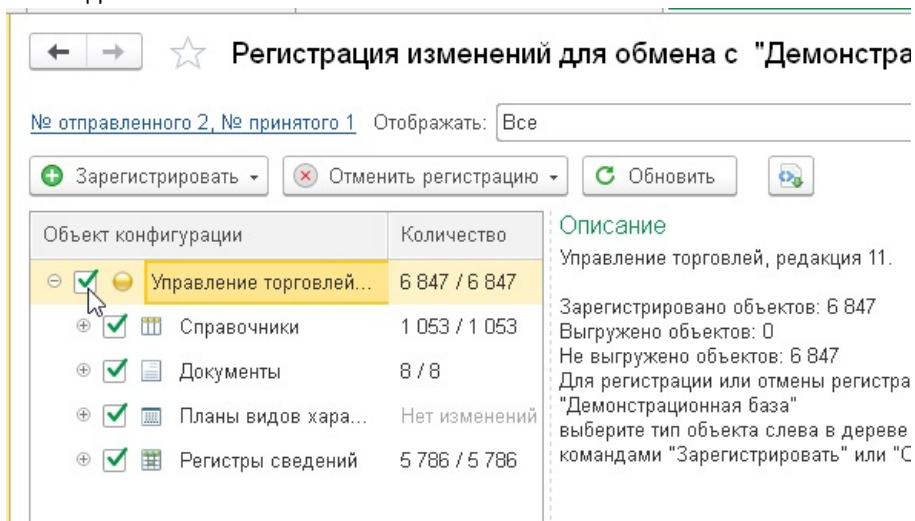 Регистрация изменений для обмена с "Демонстра
№ отправленного 2, № принятого 1 Отображать: Все
Зарегистрировать Отменить регистрацию Обновить
Объект конфигурации Количество
Управление торговлей... 6 847 / 6 847
Справочники 1 053 / 1 053
Документы 8 / 8
Планы видов хара... Нет изменений
Регистры сведений 5 786 / 5 786
Описание
Управление торговлей, редакция 11.
Зарегистрировано объектов: 6 847
Выгружено объектов: 0
Не выгружено объектов: 6 847
Для регистрации или отмены регистра
"Демонстрационная база"
выберите тип объекта слева в дереве
командами "Зарегистрировать" или "О